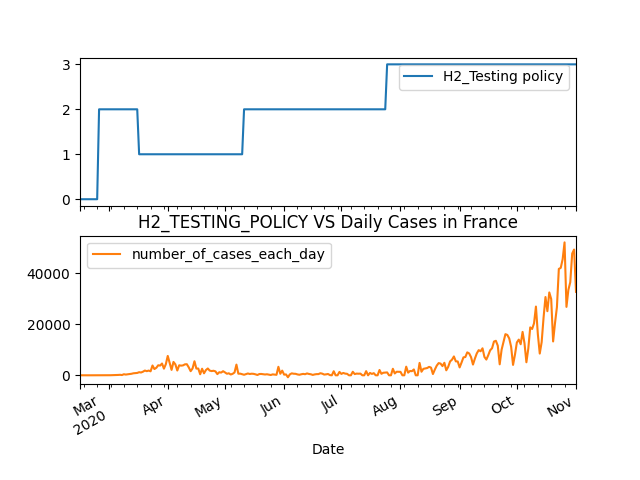 3
2
1
0
H2_Testing policy
H2_TESTING_POLICY VS Daily Cases in France
40000
20000
0
number_of_cases_each_day
Mar
2020
Apr
May
Jun
Jul
Aug
Sep
Oct
Nov
Date